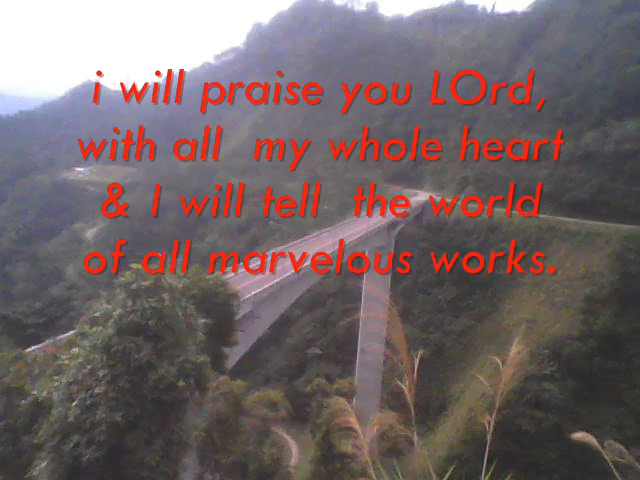 i will praise you LOrd,
with all my whole heart
& I will tell the world
of all marvelous works.